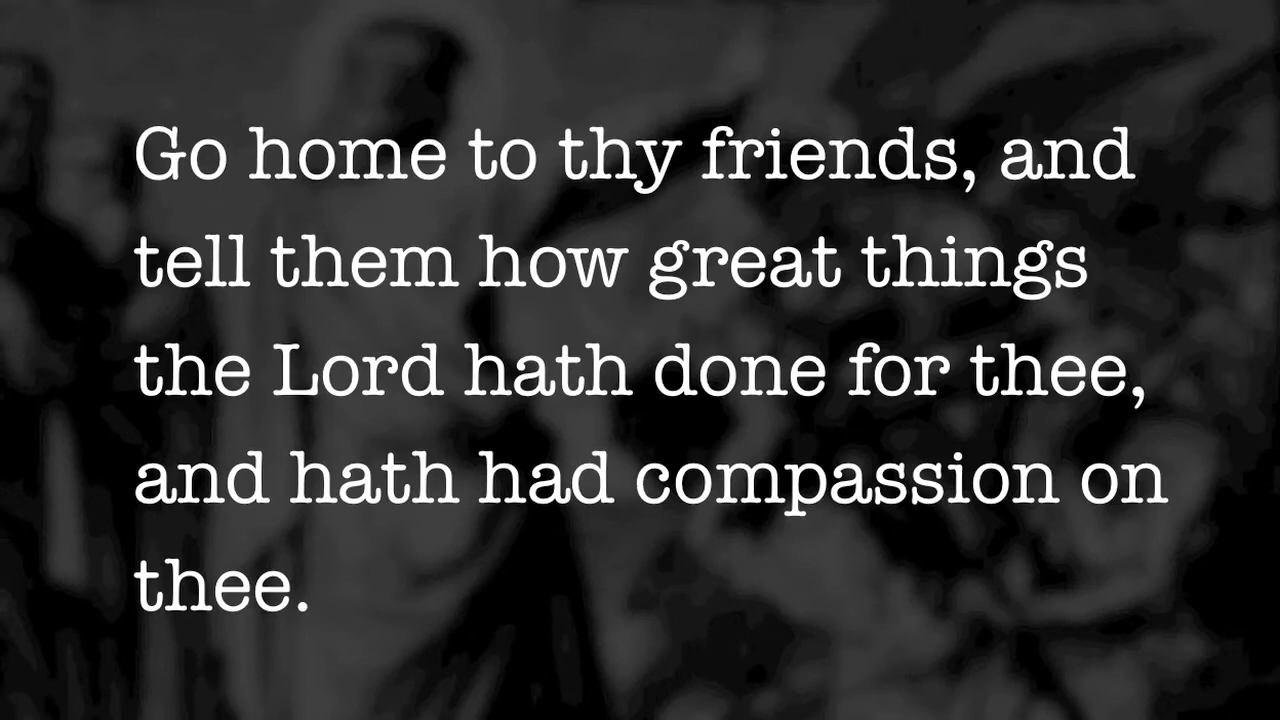 Go home to thy friends, and
tell them how great things
the Lord hath done for thee,
and hath had compassion on
thee.